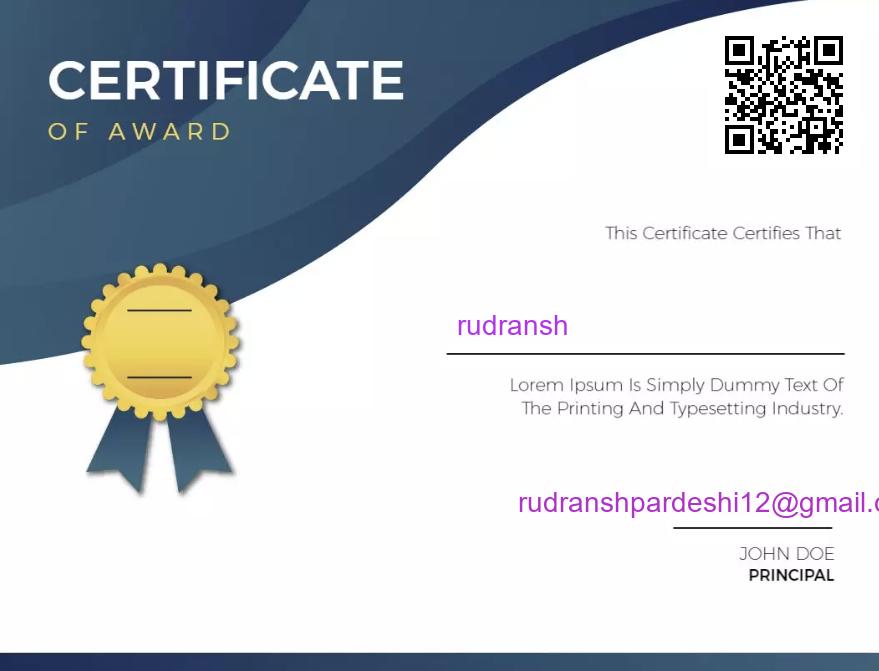 CERTIFICATE
OF AWARD
This Certificate Certifies That
rudransh
Lorem Ipsum Is Simply Dummy Text Of
The Printing And Typesetting Industry.
rudranshpardeshi12@gmail.c
JOHN DOE
PRINCIPAL